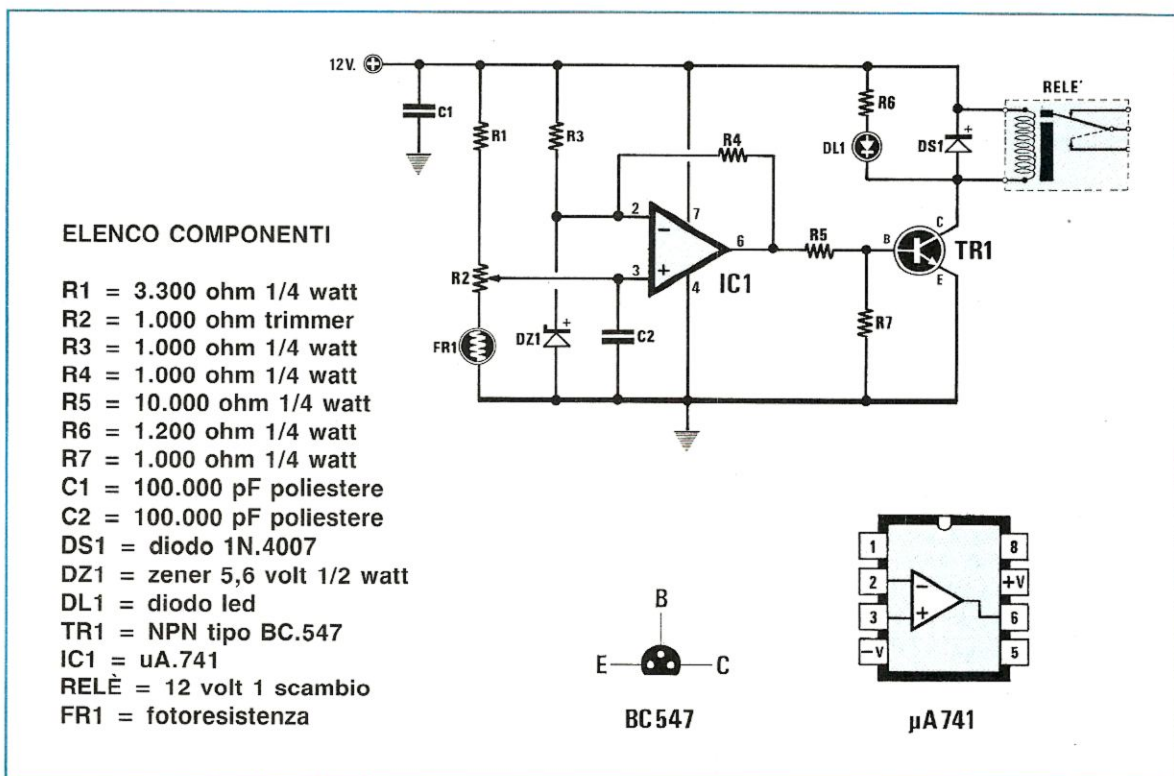 12V.
C1
R1
R3
R4
R6
DL1
DS1
RELE'
2
7
6
3
4
IC1
R5
B
C
E
TR1
R2
FR1
DZ1
C2
R7
ELENCO COMPONENTI
R1 = 3.300 ohm 1/4 watt
R2 = 1.000 ohm trimmer
R3 = 1.000 ohm 1/4 watt
R4 = 1.000 ohm 1/4 watt
R5 = 10.000 ohm 1/4 watt
R6 = 1.200 ohm 1/4 watt
R7 = 1.000 ohm 1/4 watt
C1 = 100.000 pF poliestere
C2 = 100.000 pF poliestere
DS1 = diodo 1N.4007
DZ1 = zener 5,6 volt 1/2 watt
DL1 = diodo led
TR1 = NPN tipo BC.547
IC1 = uA.741
RELÈ = 12 volt 1 scambio
FR1 = fotoresistenza
B
E
C
BC547
1
2
3
-V
8
+V
6
5
µA741